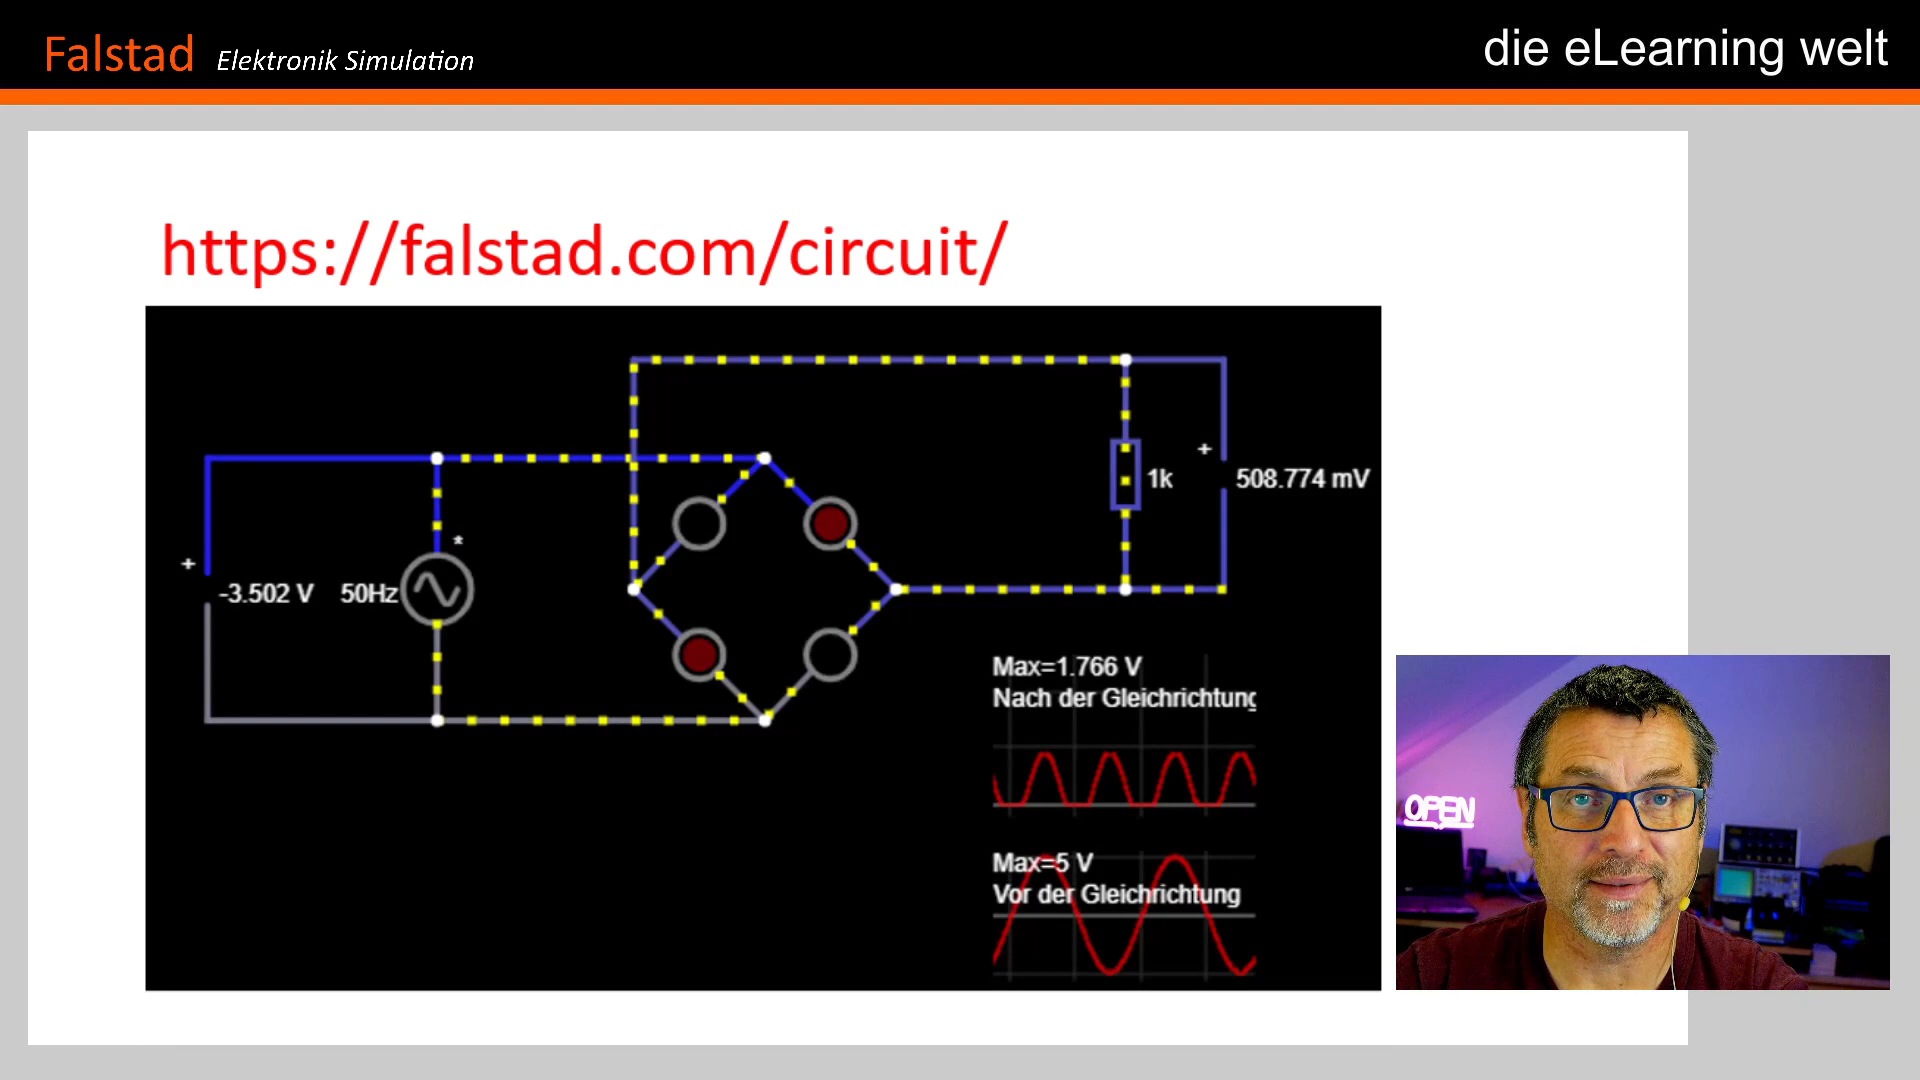 Falstad Elektronik Simulation
die eLearning welt
https://falstad.com/circuit/
+
1k
508.774 mV
*
+
-3.502 V
50Hz
Max=1.766 V
Nach der Gleichrichtung
Max=5 V
Vor der Gleichrichtung
OPEN